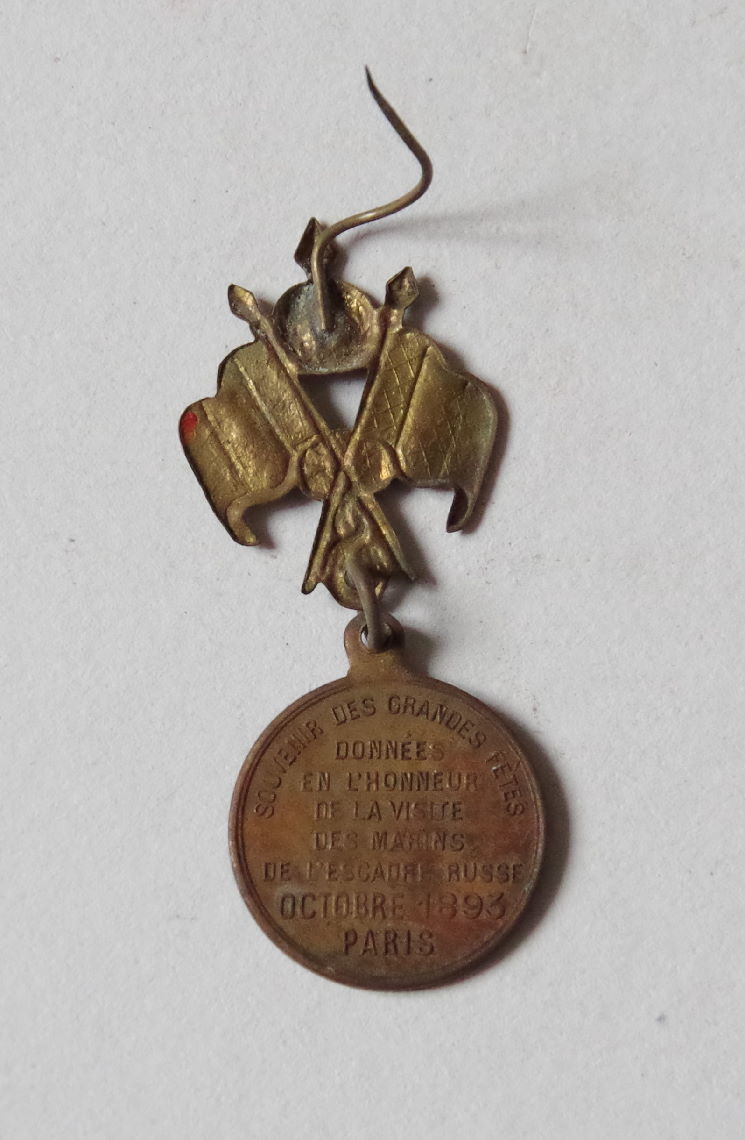 SOUVENIR DES GRANDES FÊTES
DONNÉES
EN L'HONNEUR
DE LA VISITE
DES MARINS
DE L'ESCADRE RUSSE
OCTOBRE 1893
PARIS